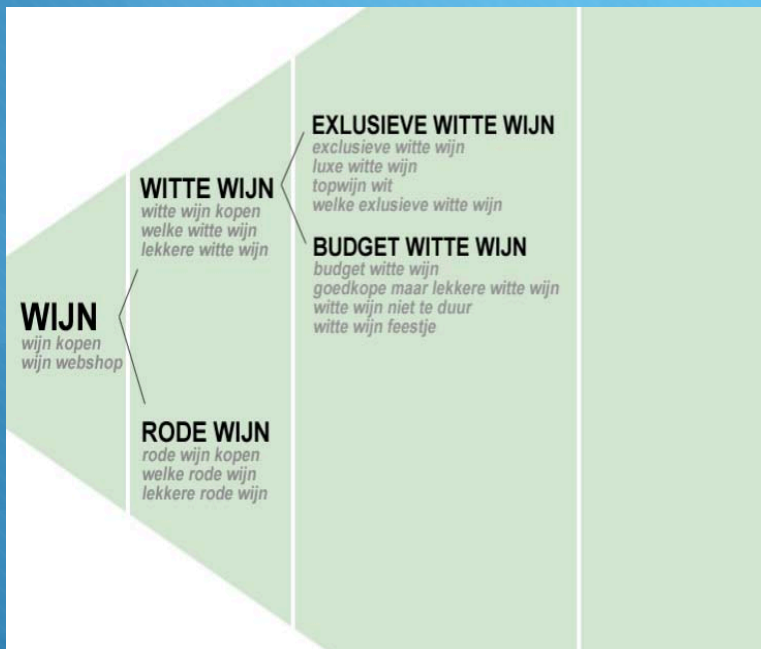 WIJN
wijn kopen
wijn webshop
WITTE WIJN
witte wijn kopen
welke witte wijn
lekkere witte wijn
RODE WIJN
rode wijn kopen
welke rode wijn
lekkere rode wijn
EXLUSIEVE WITTE WIJN
exclusieve witte wijn
luxe witte wijn
topwijn wit
welke exlusieve witte wijn
BUDGET WITTE WIJN
budget witte wijn
goedkope maar lekkere witte wijn
witte wijn niet te duur
witte wijn feestje